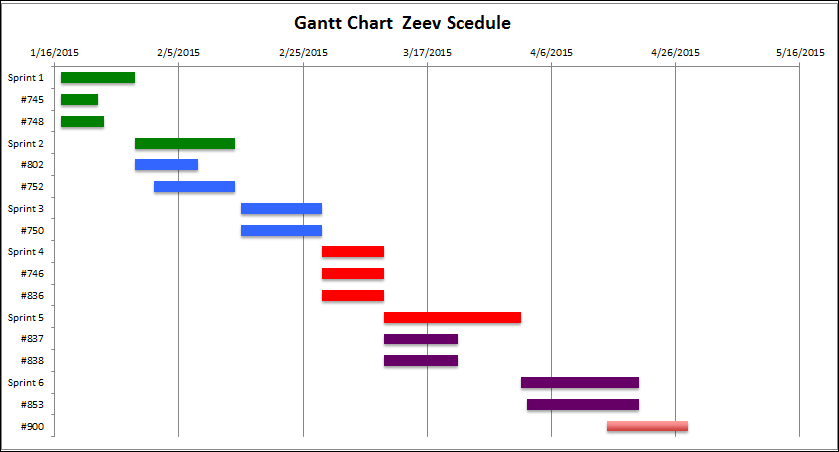 Gantt Chart  Zeev Scedule
1/16/2015 2/5/2015 2/25/2015 3/17/2015 4/6/2015 4/26/2015 5/16/2015
Sprint 1
#745
#748
Sprint 2
#802
#752
Sprint 3
#750
Sprint 4
#746
#836
Sprint 5
#837
#838
Sprint 6
#853
#900